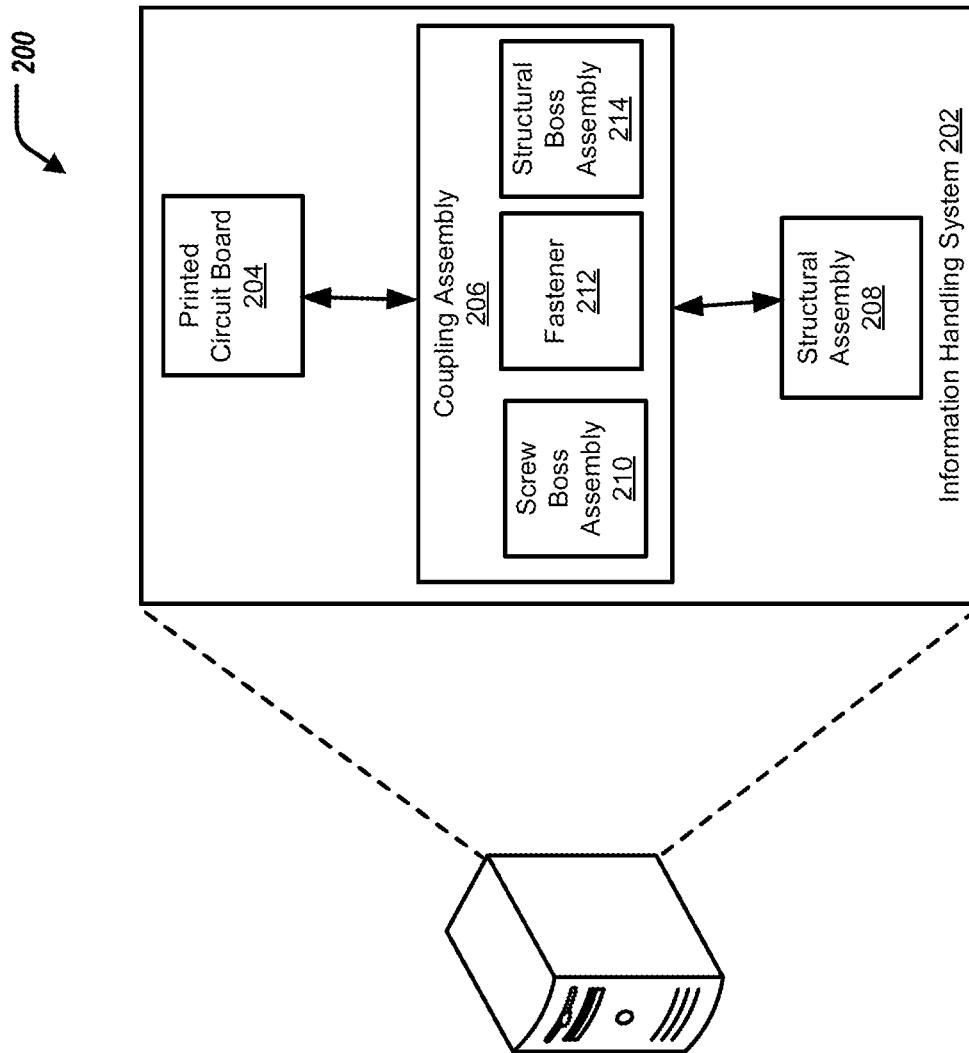 200
Printed
Circuit Board
204
Coupling Assembly
206
Screw
Boss
Assembly
210
Fastener
212
Structural
Boss
Assembly
214
Structural
Assembly
208
Information Handling System 202